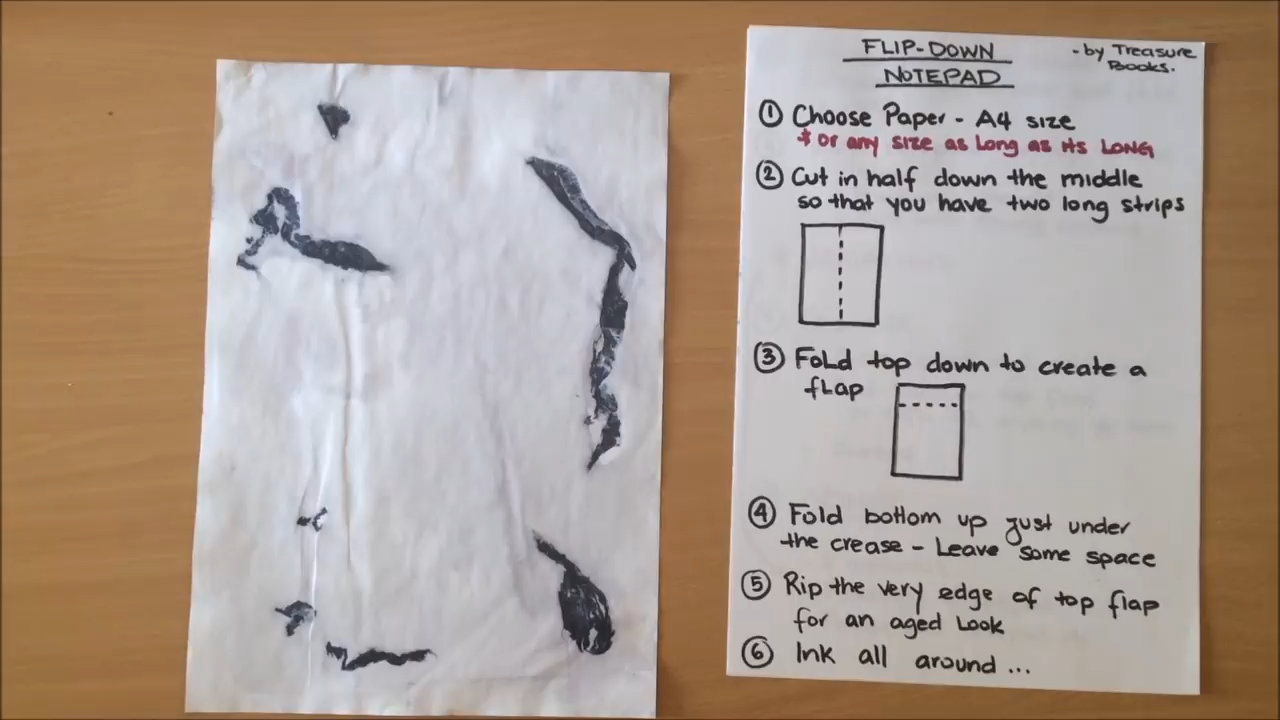 FLIP-DOWN
NOTEPAD
- by Treasure
Books.
① Choose Paper - A4 size
* or any size as long as its LONG
② Cut in half down the middle
so that you have two long strips
③ Fold top down to create a
flap
④ Fold bottom up just under
the crease - Leave some space
⑤ Rip the very edge of top flap
for an aged Look
⑥ Ink all around ...